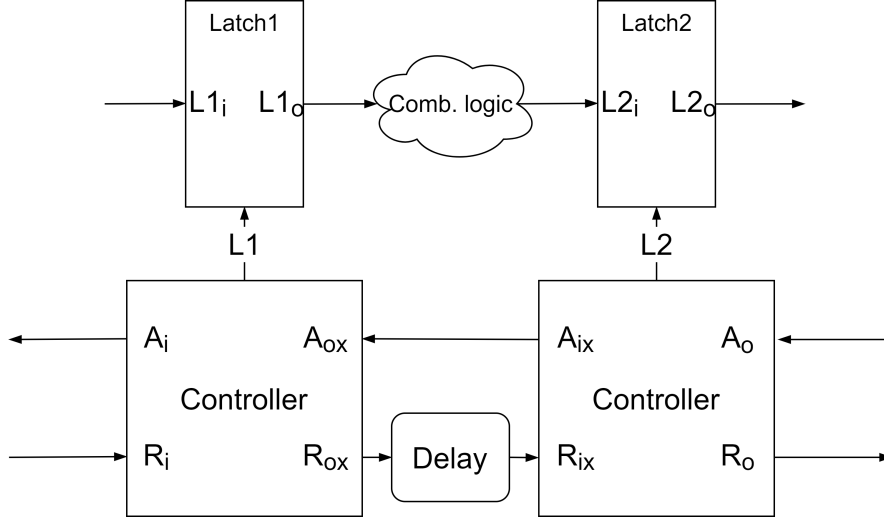 Latch1
Latch2
L1i L1o Comb. logic L2i L2o
L1 L2
Ai Aox Aix Ao
Controller Controller
Ri Rox Delay Rix Ro